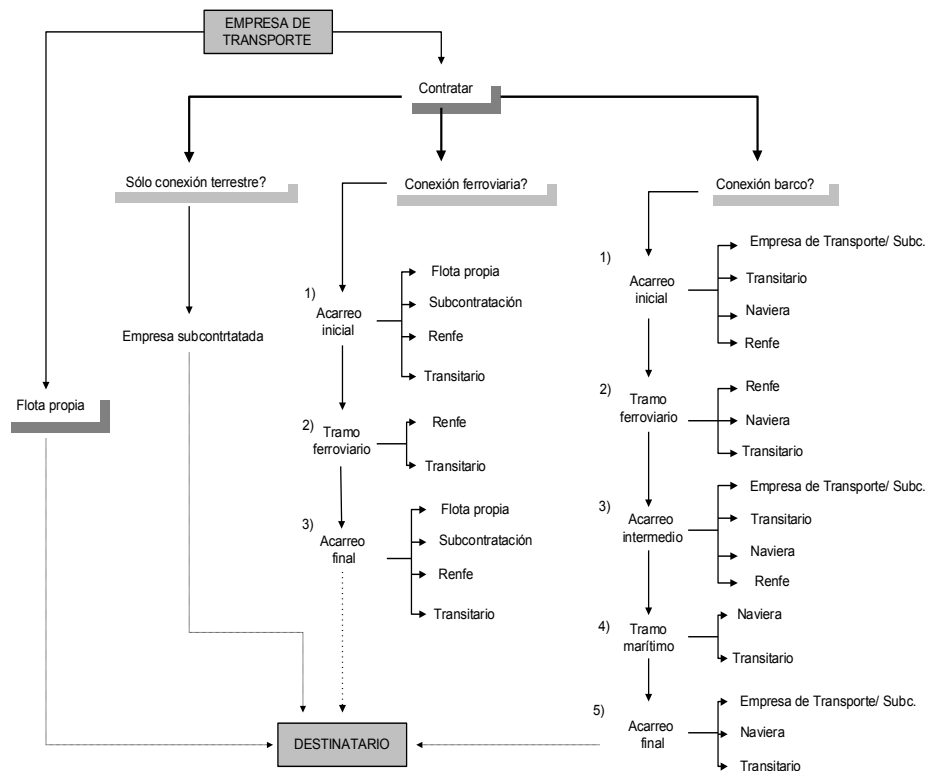 EMPRESA DE
TRANSPORTE
Contratar
Sólo conexión terrestre?
Conexión ferroviaria?
Conexión barco?
Empresa subcontrtatada
Flota propia
1)
Acarreo
inicial
Flota propia
Subcontratación
Renfe
Transitario
2)
Tramo
ferroviario
Renfe
Transitario
3)
Acarreo
final
Flota propia
Subcontratación
Renfe
Transitario
1)
Acarreo
inicial
Empresa de Transporte/ Subc.
Transitario
Naviera
Renfe
2)
Tramo
ferroviario
Renfe
Naviera
Transitario
3)
Acarreo
intermedio
Empresa de Transporte/ Subc.
Transitario
Naviera
Renfe
4)
Tramo
marítimo
Naviera
Transitario
5)
Acarreo
final
Empresa de Transporte/ Subc.
Naviera
Transitario
DESTINATARIO